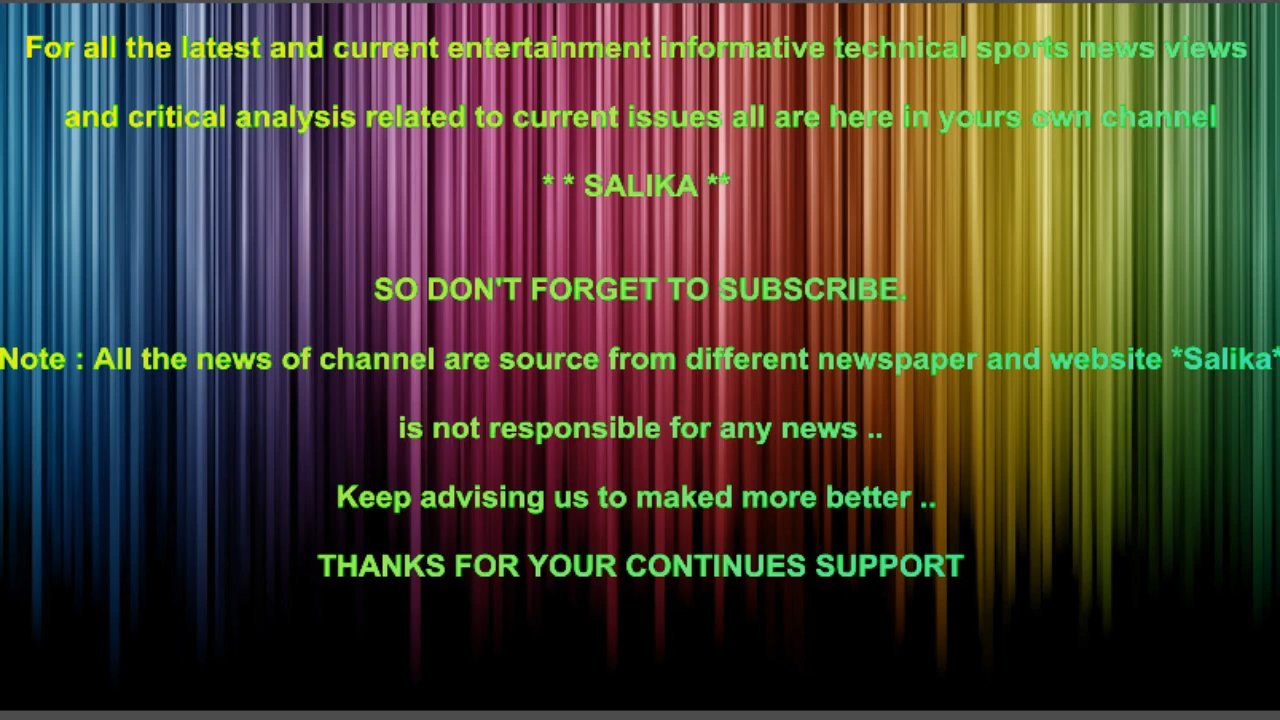 For all the latest and current entertainment informative technical sports news views
and critical analysis related to current issues all are here in yours own channel
* * SALIKA **
SO DON'T FORGET TO SUBSCRIBE.
Note : All the news of channel are source from different newspaper and website *Salika*
is not responsible for any news ..
Keep advising us to maked more better ..
THANKS FOR YOUR CONTINUES SUPPORT